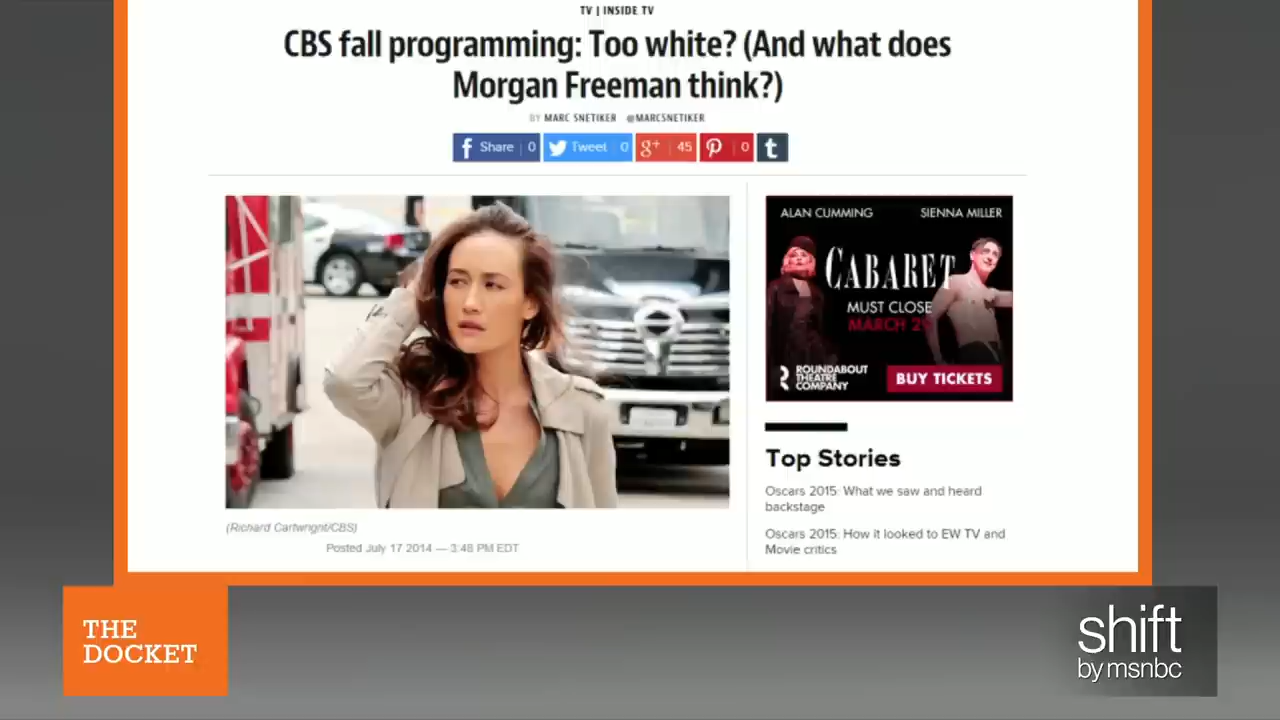 TV | INSIDE TV
CBS fall programming: Too white? (And what does
Morgan Freeman think?)
BY MARC SNETIKER @MARCSNETIKER
f Share 0 Tweet 0 g+ 45 0 t
ALAN CUMMING SIENNA MILLER
CABARET
MUST CLOSE
MARCH 29
ROUNDABOUT
THEATRE
COMPANY
BUY TICKETS
(Richard Cartwright/CBS)
Posted July 17 2014 — 3:48 PM EDT
Top Stories
Oscars 2015: What we saw and heard
backstage
Oscars 2015: How it looked to EW TV and
Movie critics
THE
DOCKET
shift
by msnbc